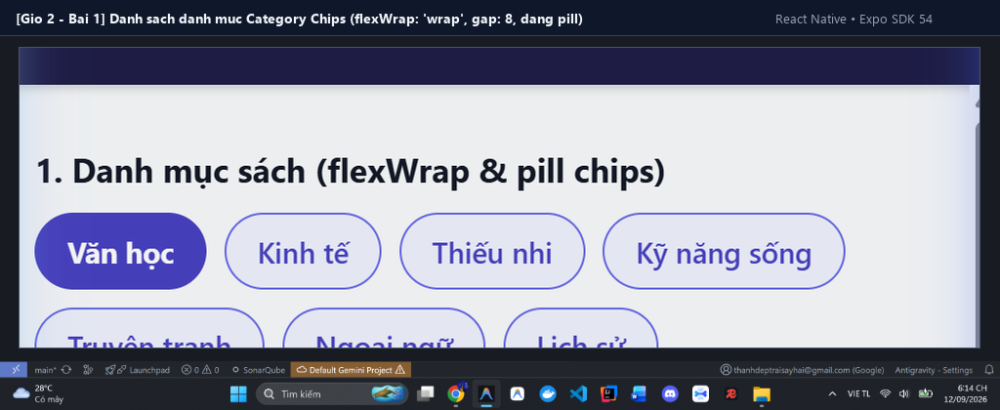 [Gio 2 - Bai 1] Danh sach danh muc Category Chips (flexWrap: 'wrap', gap: 8, dang pill)
React Native • Expo SDK 54
1. Danh mục sách (flexWrap & pill chips)
Văn học
Kinh tế
Thiếu nhi
Kỹ năng sống
Truyện tranh
Ngoại ngữ
Lịch sử
main*
Launchpad
0
0
SonarQube
Default Gemini Project
thanhdeptraisayhai@gmail.com (Google)
Antigravity - Settings
28°C
Có mây
Tìm kiếm
VIE TL
6:14 CH
12/09/2026